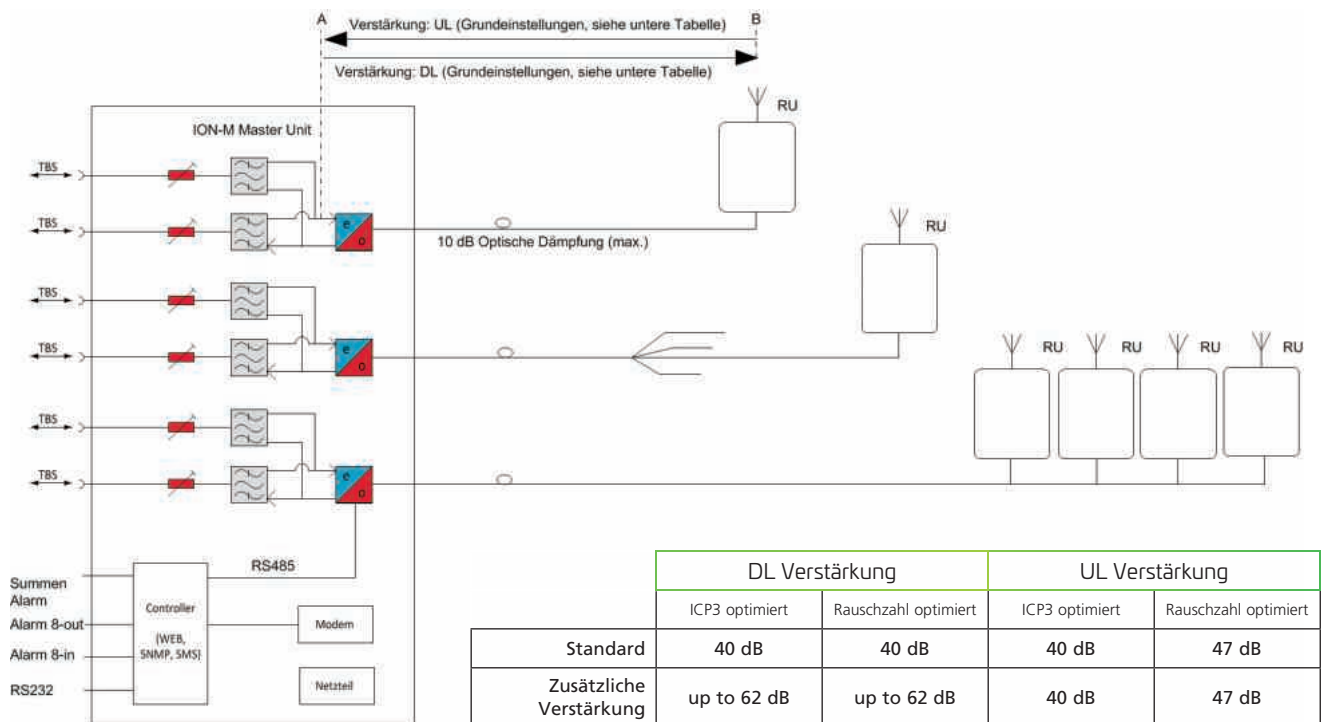 A
B
Verstärkung: UL (Grundeinstellungen, siehe untere Tabelle)
Verstärkung: DL (Grundeinstellungen, siehe untere Tabelle)
RU
ION-M Master Unit
TBS
TBS
e
o
10 dB Optische Dämpfung (max.)
RU
TBS
TBS
e
o
RU
RU
RU
RU
TBS
TBS
e
o
RS485
Summen
Alarm
Alarm 8-out
Alarm 8-in
RS232
Controller
(WEB,
SNMP, SMS)
Modem
Netzteil
DL Verstärkung UL Verstärkung
ICP3 optimiert Rauschzahl optimiert ICP3 optimiert Rauschzahl optimiert
Standard 40 dB 40 dB 40 dB 47 dB
Zusätzliche
Verstärkung up to 62 dB up to 62 dB 40 dB 47 dB